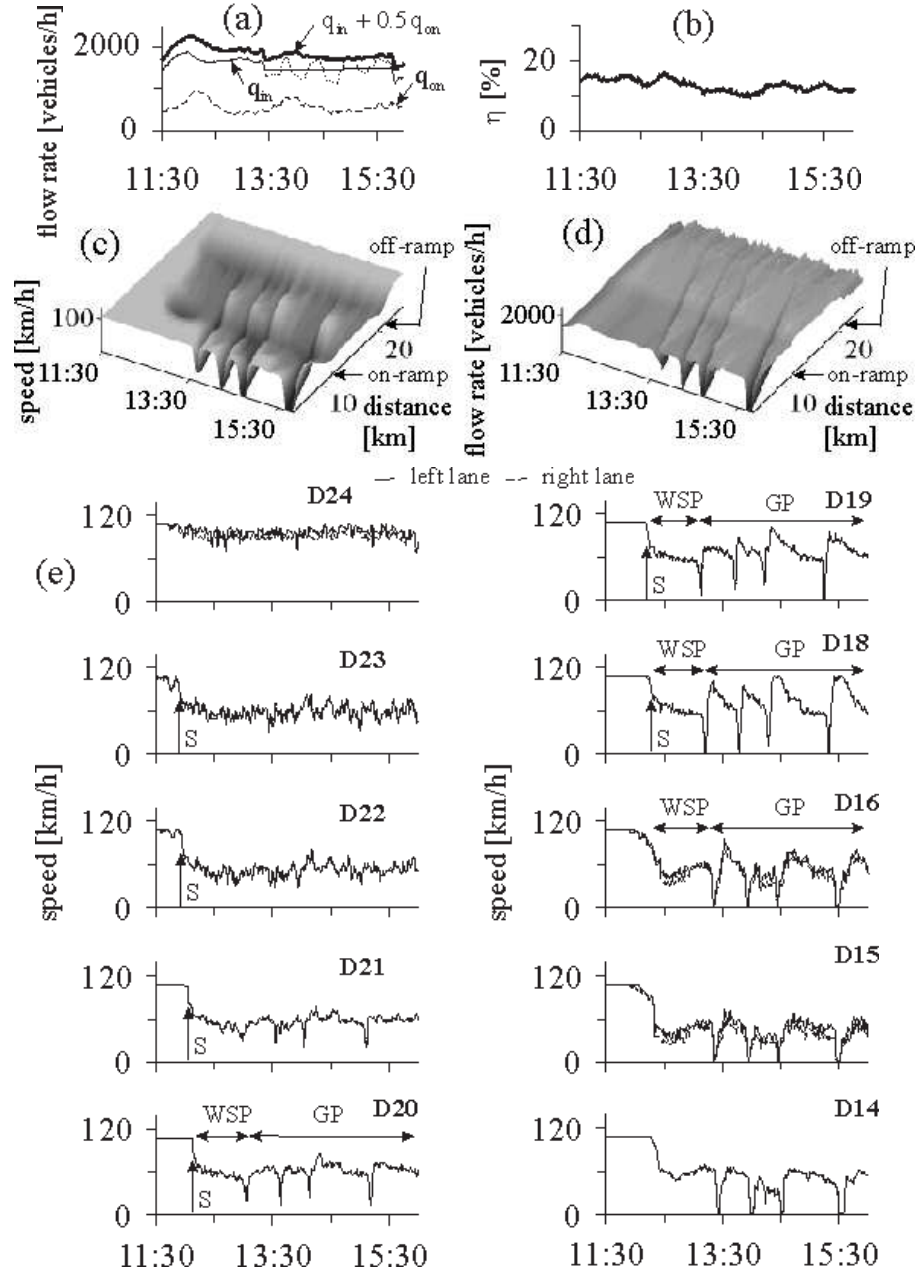 (a)
flow rate [vehicles/h]
2000
0
q_in + 0.5 q_on
q_in
q_on
11:30 13:30 15:30
(b)
η [%]
20
0
11:30 13:30 15:30
(c)
speed [km/h]
100
11:30
13:30
15:30
off-ramp
20
on-ramp
10 distance
[km]
(d)
flow rate [vehicles/h]
2000
11:30
13:30
15:30
off-ramp
20
on-ramp
10 distance
[km]
— left lane -- right lane
(e)
speed [km/h]
D24
120
0
D23
120
0
S
D22
120
0
S
D21
120
0
S
WSP GP D20
120
0
S
11:30 13:30 15:30
speed [km/h]
WSP GP D19
120
0
S
WSP GP D18
120
0
S
WSP GP D16
120
0
D15
120
0
D14
120
0
11:30 13:30 15:30